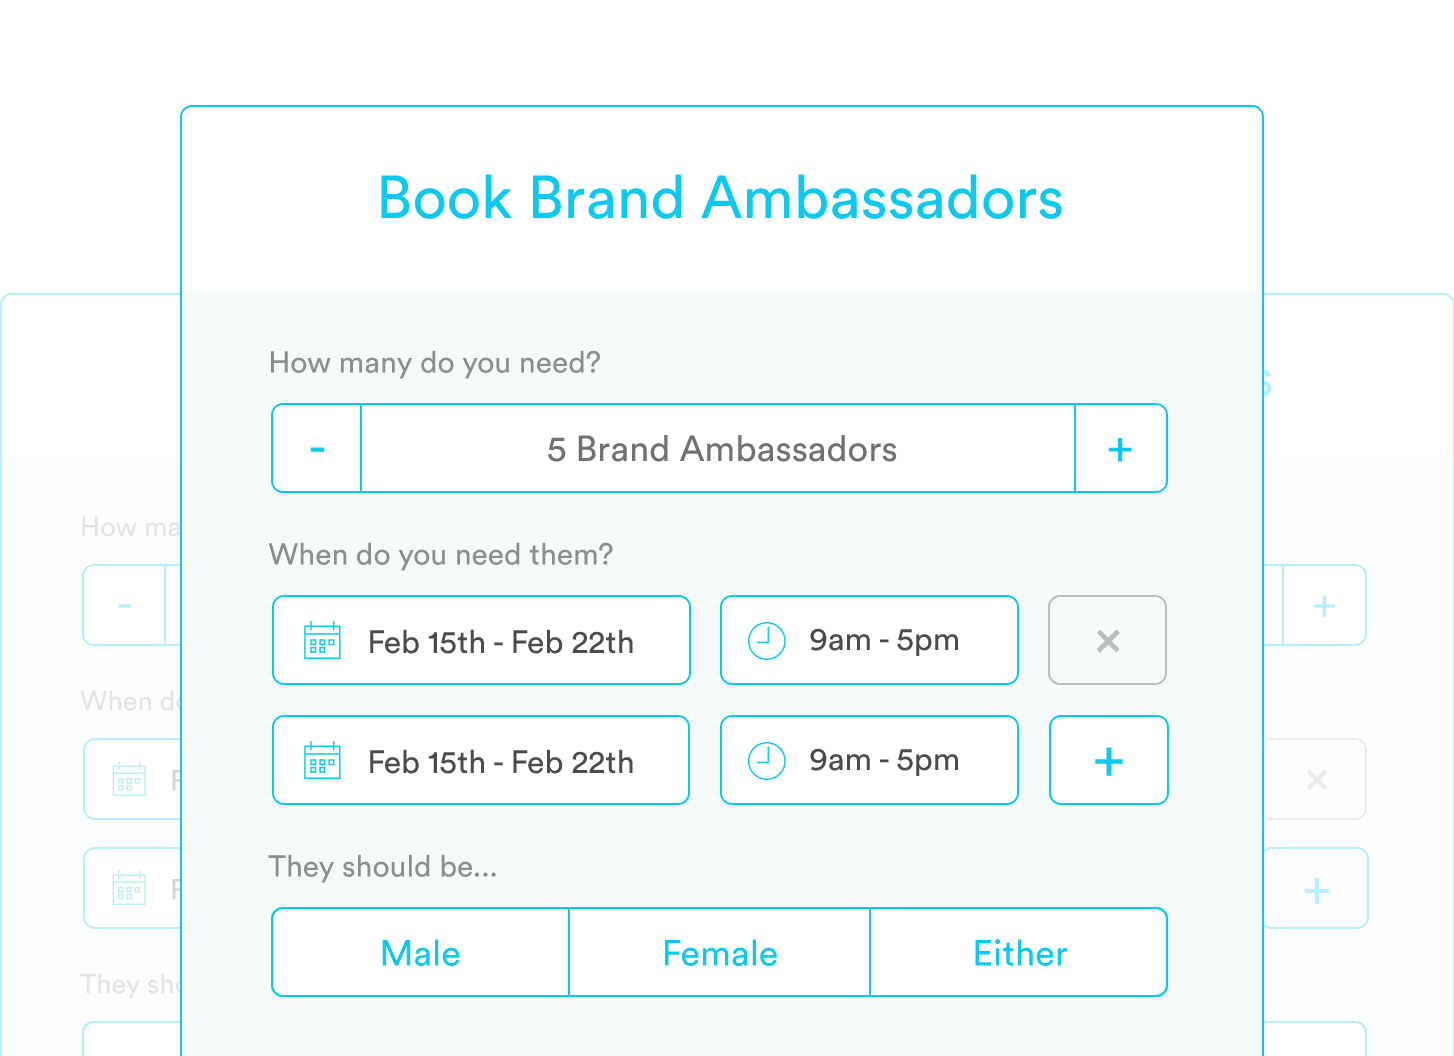 Book Brand Ambassadors
How many do you need?
- 5 Brand Ambassadors +
When do you need them?
Feb 15th - Feb 22th 9am - 5pm ×
Feb 15th - Feb 22th 9am - 5pm +
They should be...
Male Female Either
s
How ma
- +
When do
F ×
F +
They sho